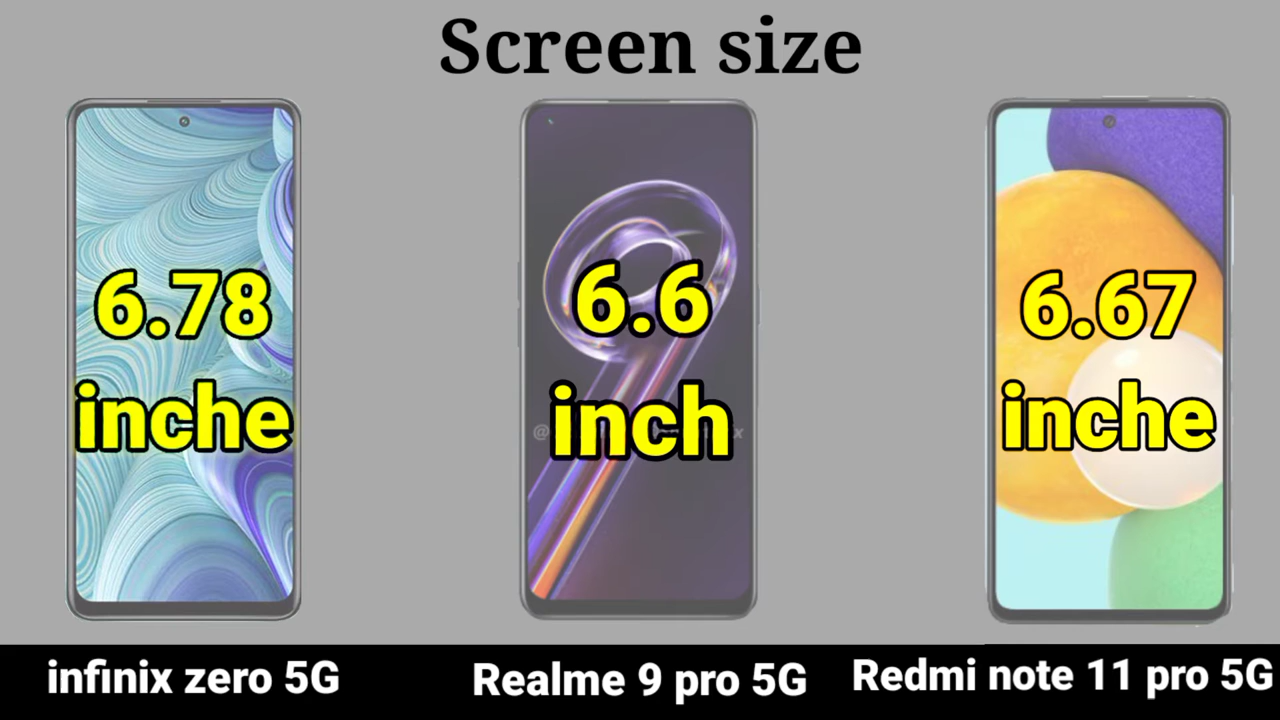 Screen size
6.78
inche
6.6
inch
6.67
inche
infinix zero 5G
Realme 9 pro 5G
Redmi note 11 pro 5G